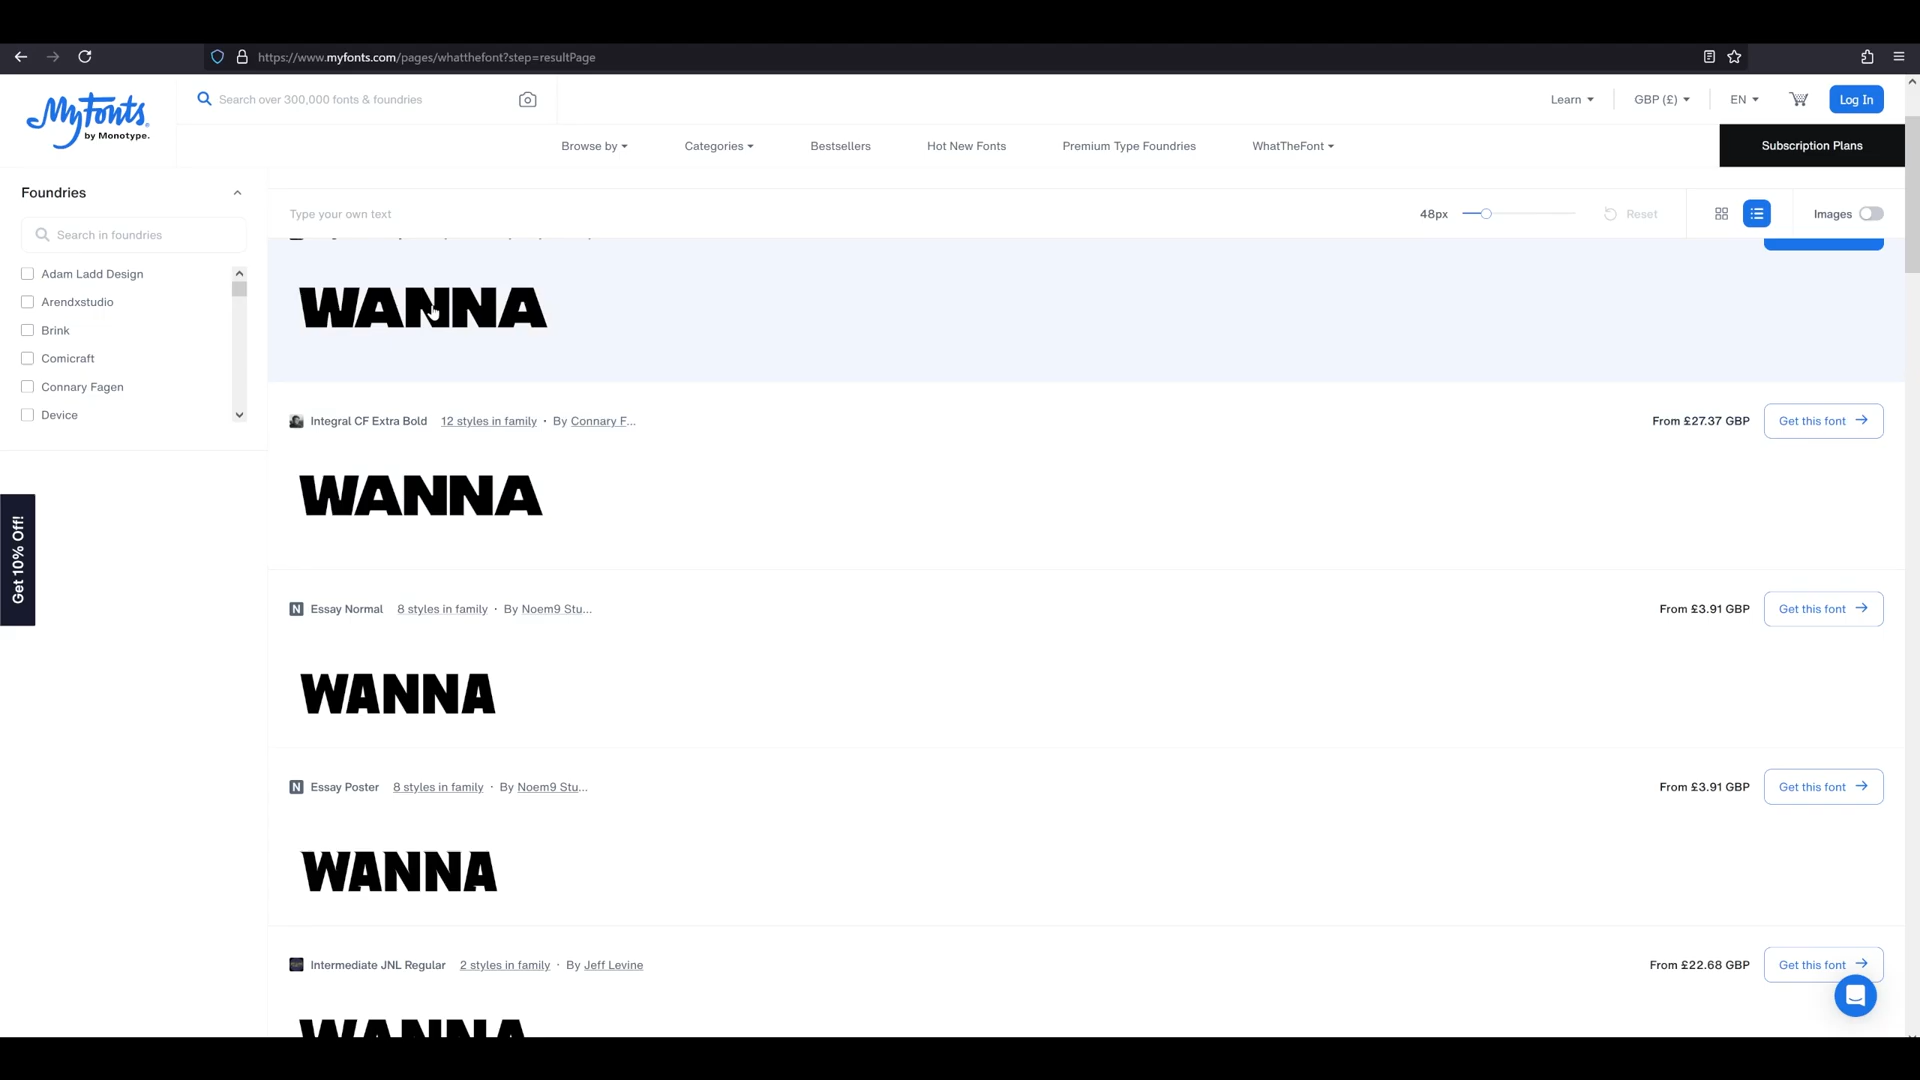 https://www.myfonts.com/pages/whatthefont?step=resultPage
MyFonts
by Monotype.
Search over 300,000 fonts & foundries
Learn
GBP (£)
EN
Log In
Browse by
Categories
Bestsellers
Hot New Fonts
Premium Type Foundries
WhatTheFont
Subscription Plans
Foundries
Search in foundries
Adam Ladd Design
Arendxstudio
Brink
Comicraft
Connary Fagen
Device
Get 10% Off!
Type your own text
48px
Reset
Images
WANNA
Integral CF Extra Bold 12 styles in family · By Connary F...
From £27.37 GBP
Get this font
WANNA
Essay Normal 8 styles in family · By Noem9 Stu...
From £3.91 GBP
Get this font
WANNA
Essay Poster 8 styles in family · By Noem9 Stu...
From £3.91 GBP
Get this font
WANNA
Intermediate JNL Regular 2 styles in family · By Jeff Levine
From £22.68 GBP
Get this font
WANNA